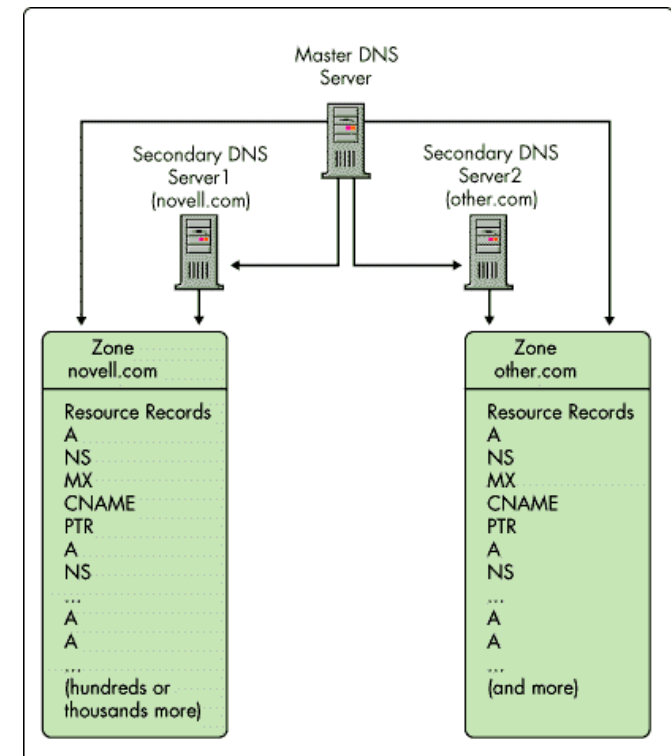 Master DNS
Server
Secondary DNS
Server1
(novell.com)
Secondary DNS
Server2
(other.com)
Zone
novell.com
Resource Records
A
NS
MX
CNAME
PTR
A
NS
...
A
A
...
(hundreds or
thousands more)
Zone
other.com
Resource Records
A
NS
MX
CNAME
PTR
A
NS
...
A
A
...
(and more)